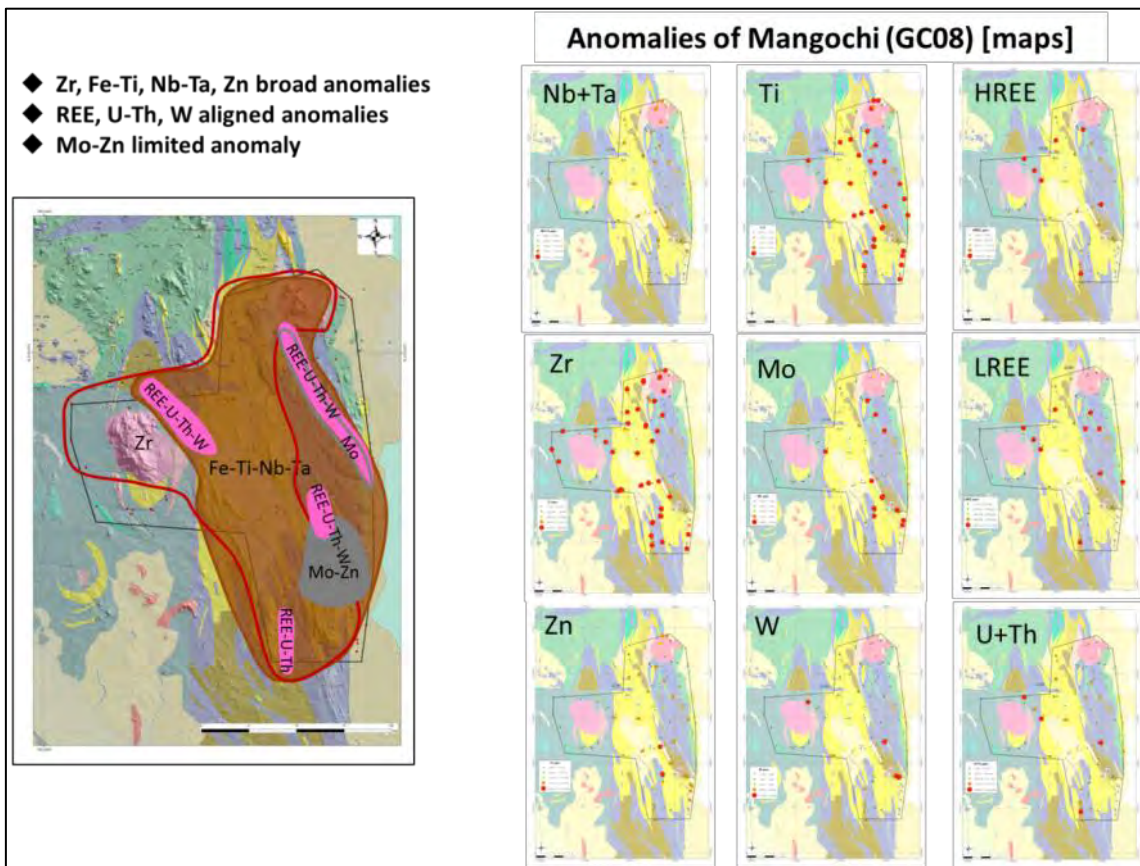 Anomalies of Mangochi (GC08) [maps]
◆ Zr, Fe-Ti, Nb-Ta, Zn broad anomalies
◆ REE, U-Th, W aligned anomalies
◆ Mo-Zn limited anomaly
REE-U-Th-W
REE-U-Th-W
Mo
Zr
Fe-Ti-Nb-Ta
REE-U-Th-W
Mo-Zn
REE-U-Th
Nb+Ta
Ti
HREE
Zr
Mo
LREE
Zn
W
U+Th